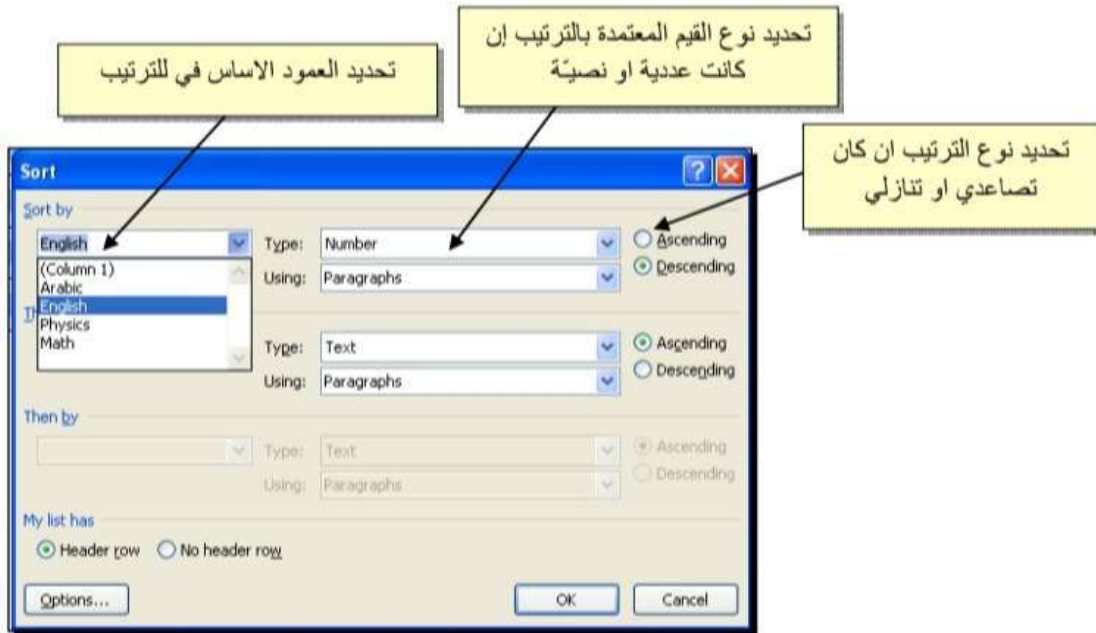 تحديد نوع القيم المعتمدة بالترتيب إن
كانت عددية او نصيّة
تحديد العمود الاساس في للترتيب
تحديد نوع الترتيب ان كان
تصاعدي او تنازلي
Sort
Sort by
English Type: Number Ascending
(Column 1)
Arabic Using: Paragraphs Descending
English
Physics
Math Type: Text Ascending
Using: Paragraphs Descending
Then by
Type: Text Ascending
Using: Paragraphs Descending
My list has
Header row No header row
Options... OK Cancel